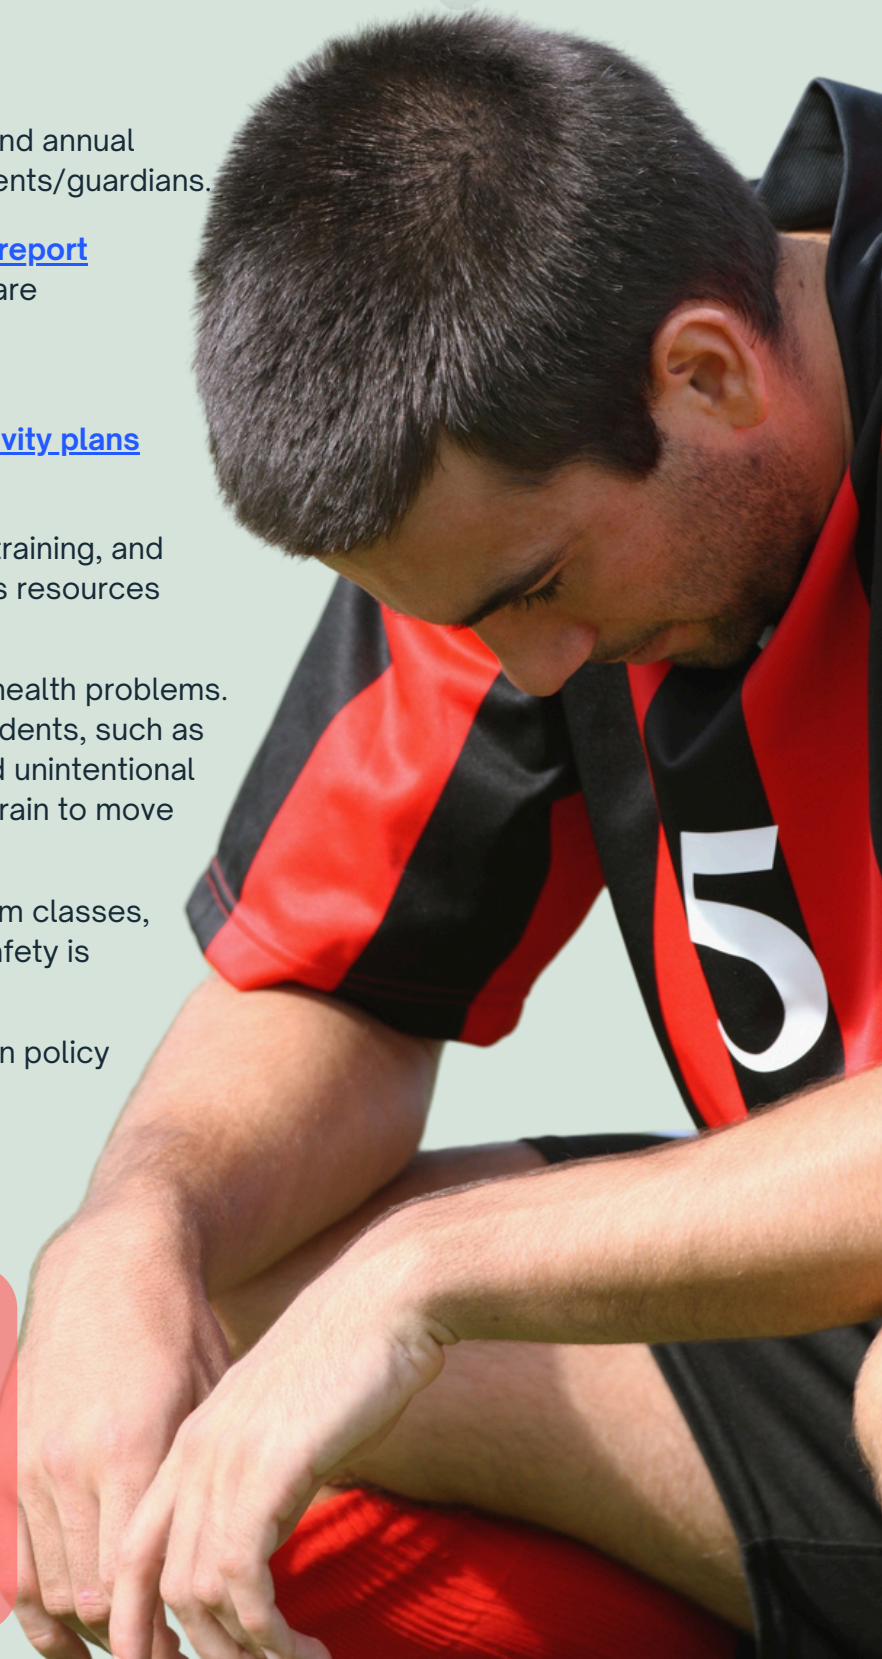 nd annual
ents/guardians.
report
are
vity plans
raining, and
s resources
health problems.
dents, such as
d unintentional
rain to move
m classes,
afety is
n policy
5